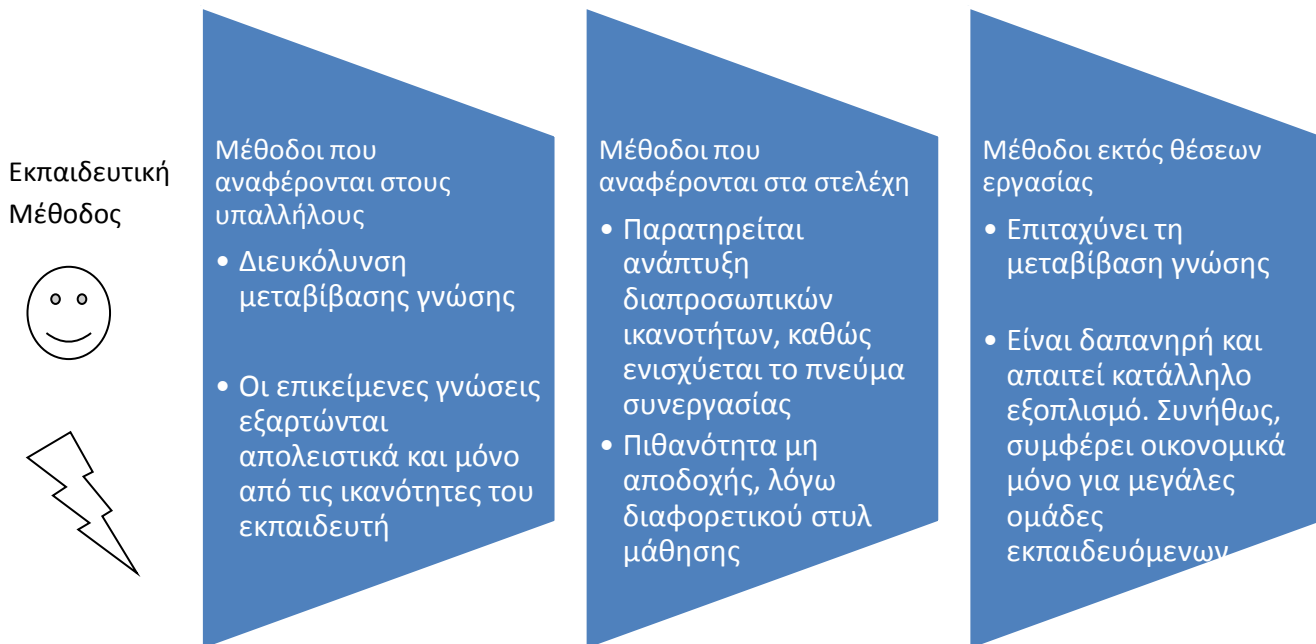 Εκπαιδευτική
Μέθοδος
Μέθοδοι που
αναφέρονται στους
υπαλλήλους
• Διευκόλυνση
μεταβίβασης γνώσης
• Οι επικείμενες γνώσεις
εξαρτώνται
απολειστικά και μόνο
από τις ικανότητες του
εκπαιδευτή
Μέθοδοι που
αναφέρονται στα στελέχη
• Παρατηρείται
ανάπτυξη
διαπροσωπικών
ικανοτήτων, καθώς
ενισχύεται το πνεύμα
συνεργασίας
• Πιθανότητα μη
αποδοχής, λόγω
διαφορετικού στυλ
μάθησης
Μέθοδοι εκτός θέσεων
εργασίας
• Επιταχύνει τη
μεταβίβαση γνώσης
• Είναι δαπανηρή και
απαιτεί κατάλληλο
εξοπλισμό. Συνήθως,
συμφέρει οικονομικά
μόνο για μεγάλες
ομάδες
εκπαιδευόμενων